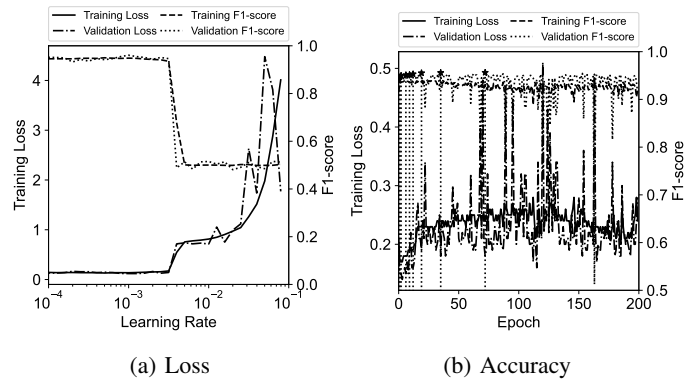 Training Loss Training F1-score
Validation Loss Validation F1-score
Training Loss
4
3
2
1
0
1.0
0.8
0.6
0.4
0.2
0.0
F1-score
10⁻⁴ 10⁻³ 10⁻² 10⁻¹
Learning Rate
(a) Loss
Training Loss Training F1-score
Validation Loss Validation F1-score
Training Loss
0.5
0.4
0.3
0.2
1.0
0.9
0.8
0.7
0.6
0.5
F1-score
0 50 100 150 200
Epoch
(b) Accuracy